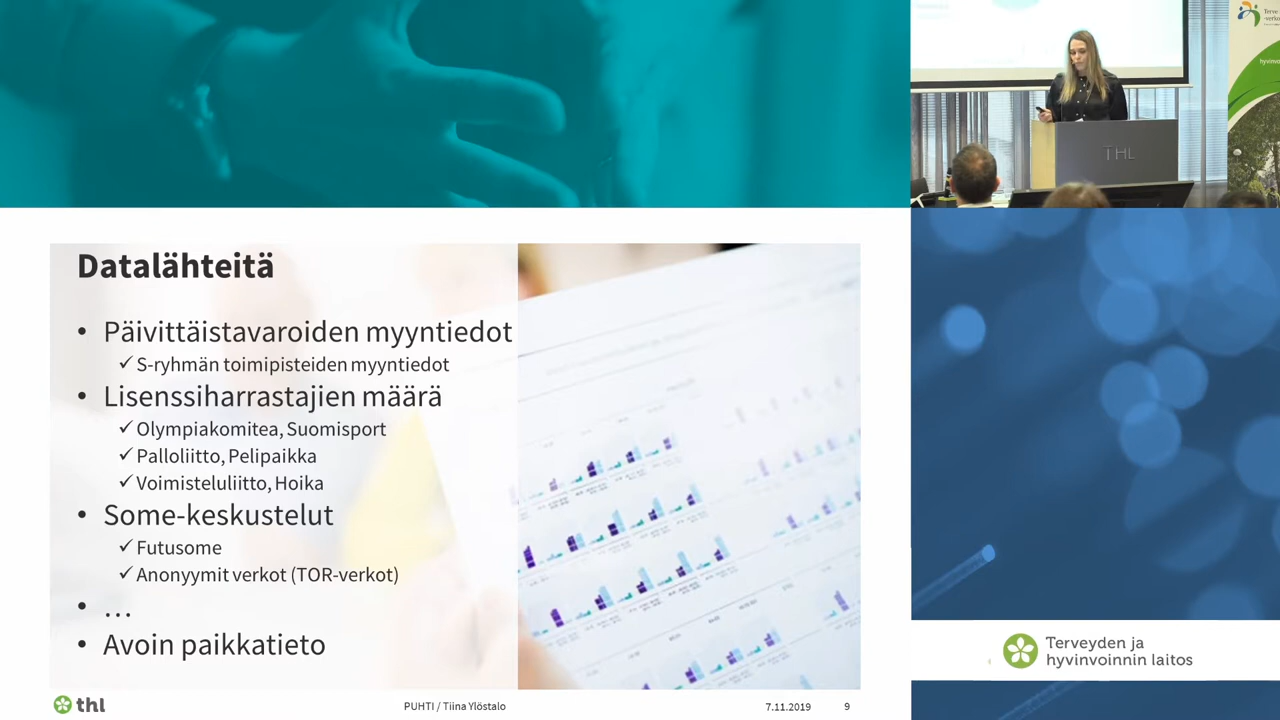 Datalähteitä
• Päivittäistavaroiden myyntiedot
✓ S-ryhmän toimipisteiden myyntiedot
• Lisenssiharrastajien määrä
✓ Olympiakomitea, Suomisport
✓ Palloliitto, Pelipaikka
✓ Voimisteluliitto, Hoika
• Some-keskustelut
✓ Futusome
✓ Anonyymit verkot (TOR-verkot)
• ...
• Avoin paikkatieto
thl
PUHTI / Tiina Ylöstalo
7.11.2019
9
THL
Terveyden ja
hyvinvoinnin laitos